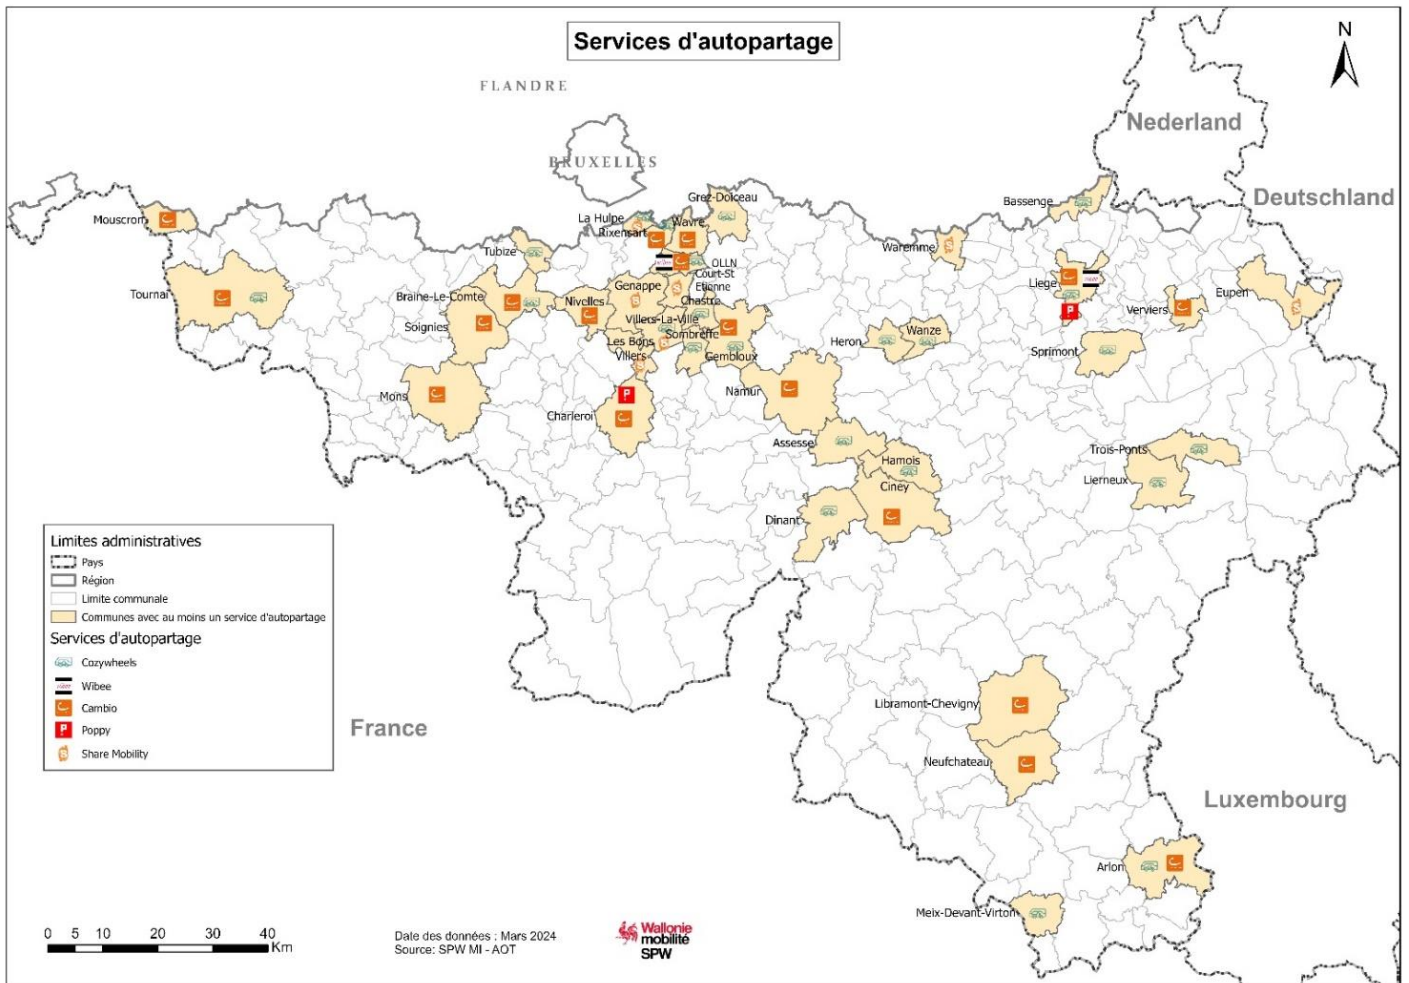 Services d'autopartage
N
FLANDRE
Nederland
BRUXELLES
Deutschland
Grez-Doiceau
Bassenge
Mouscron
La Hulpe
Wavre
Rixensart
Waremme
Tubize
OLLN
Court-St
Etienne
Liege
Genappe
Eupen
Tournai
Braine-Le-Comte
Nivelles
Chastre
Verviers
Villers-La-Ville
Soignies
Sombreffe
Wanze
Les Bons
Villers
Gembloux
Heron
Sprimont
Mons
Namur
Charleroi
P
P
Assesse
Trois-Ponts
Hamois
Lierneux
Ciney
Dinant
Limites administratives
Pays
Région
Limite communale
Communes avec au moins un service d'autopartage
Services d'autopartage
Cozywheels
Wibee
Cambio
P Poppy
Share Mobility
France
Libramont-Chevigny
Neufchateau
Luxembourg
Arlon
Meix-Devant-Virton
0 5 10 20 30 40
Km
Date des données : Mars 2024
Source: SPW MI - AOT
Wallonie
mobilité
SPW